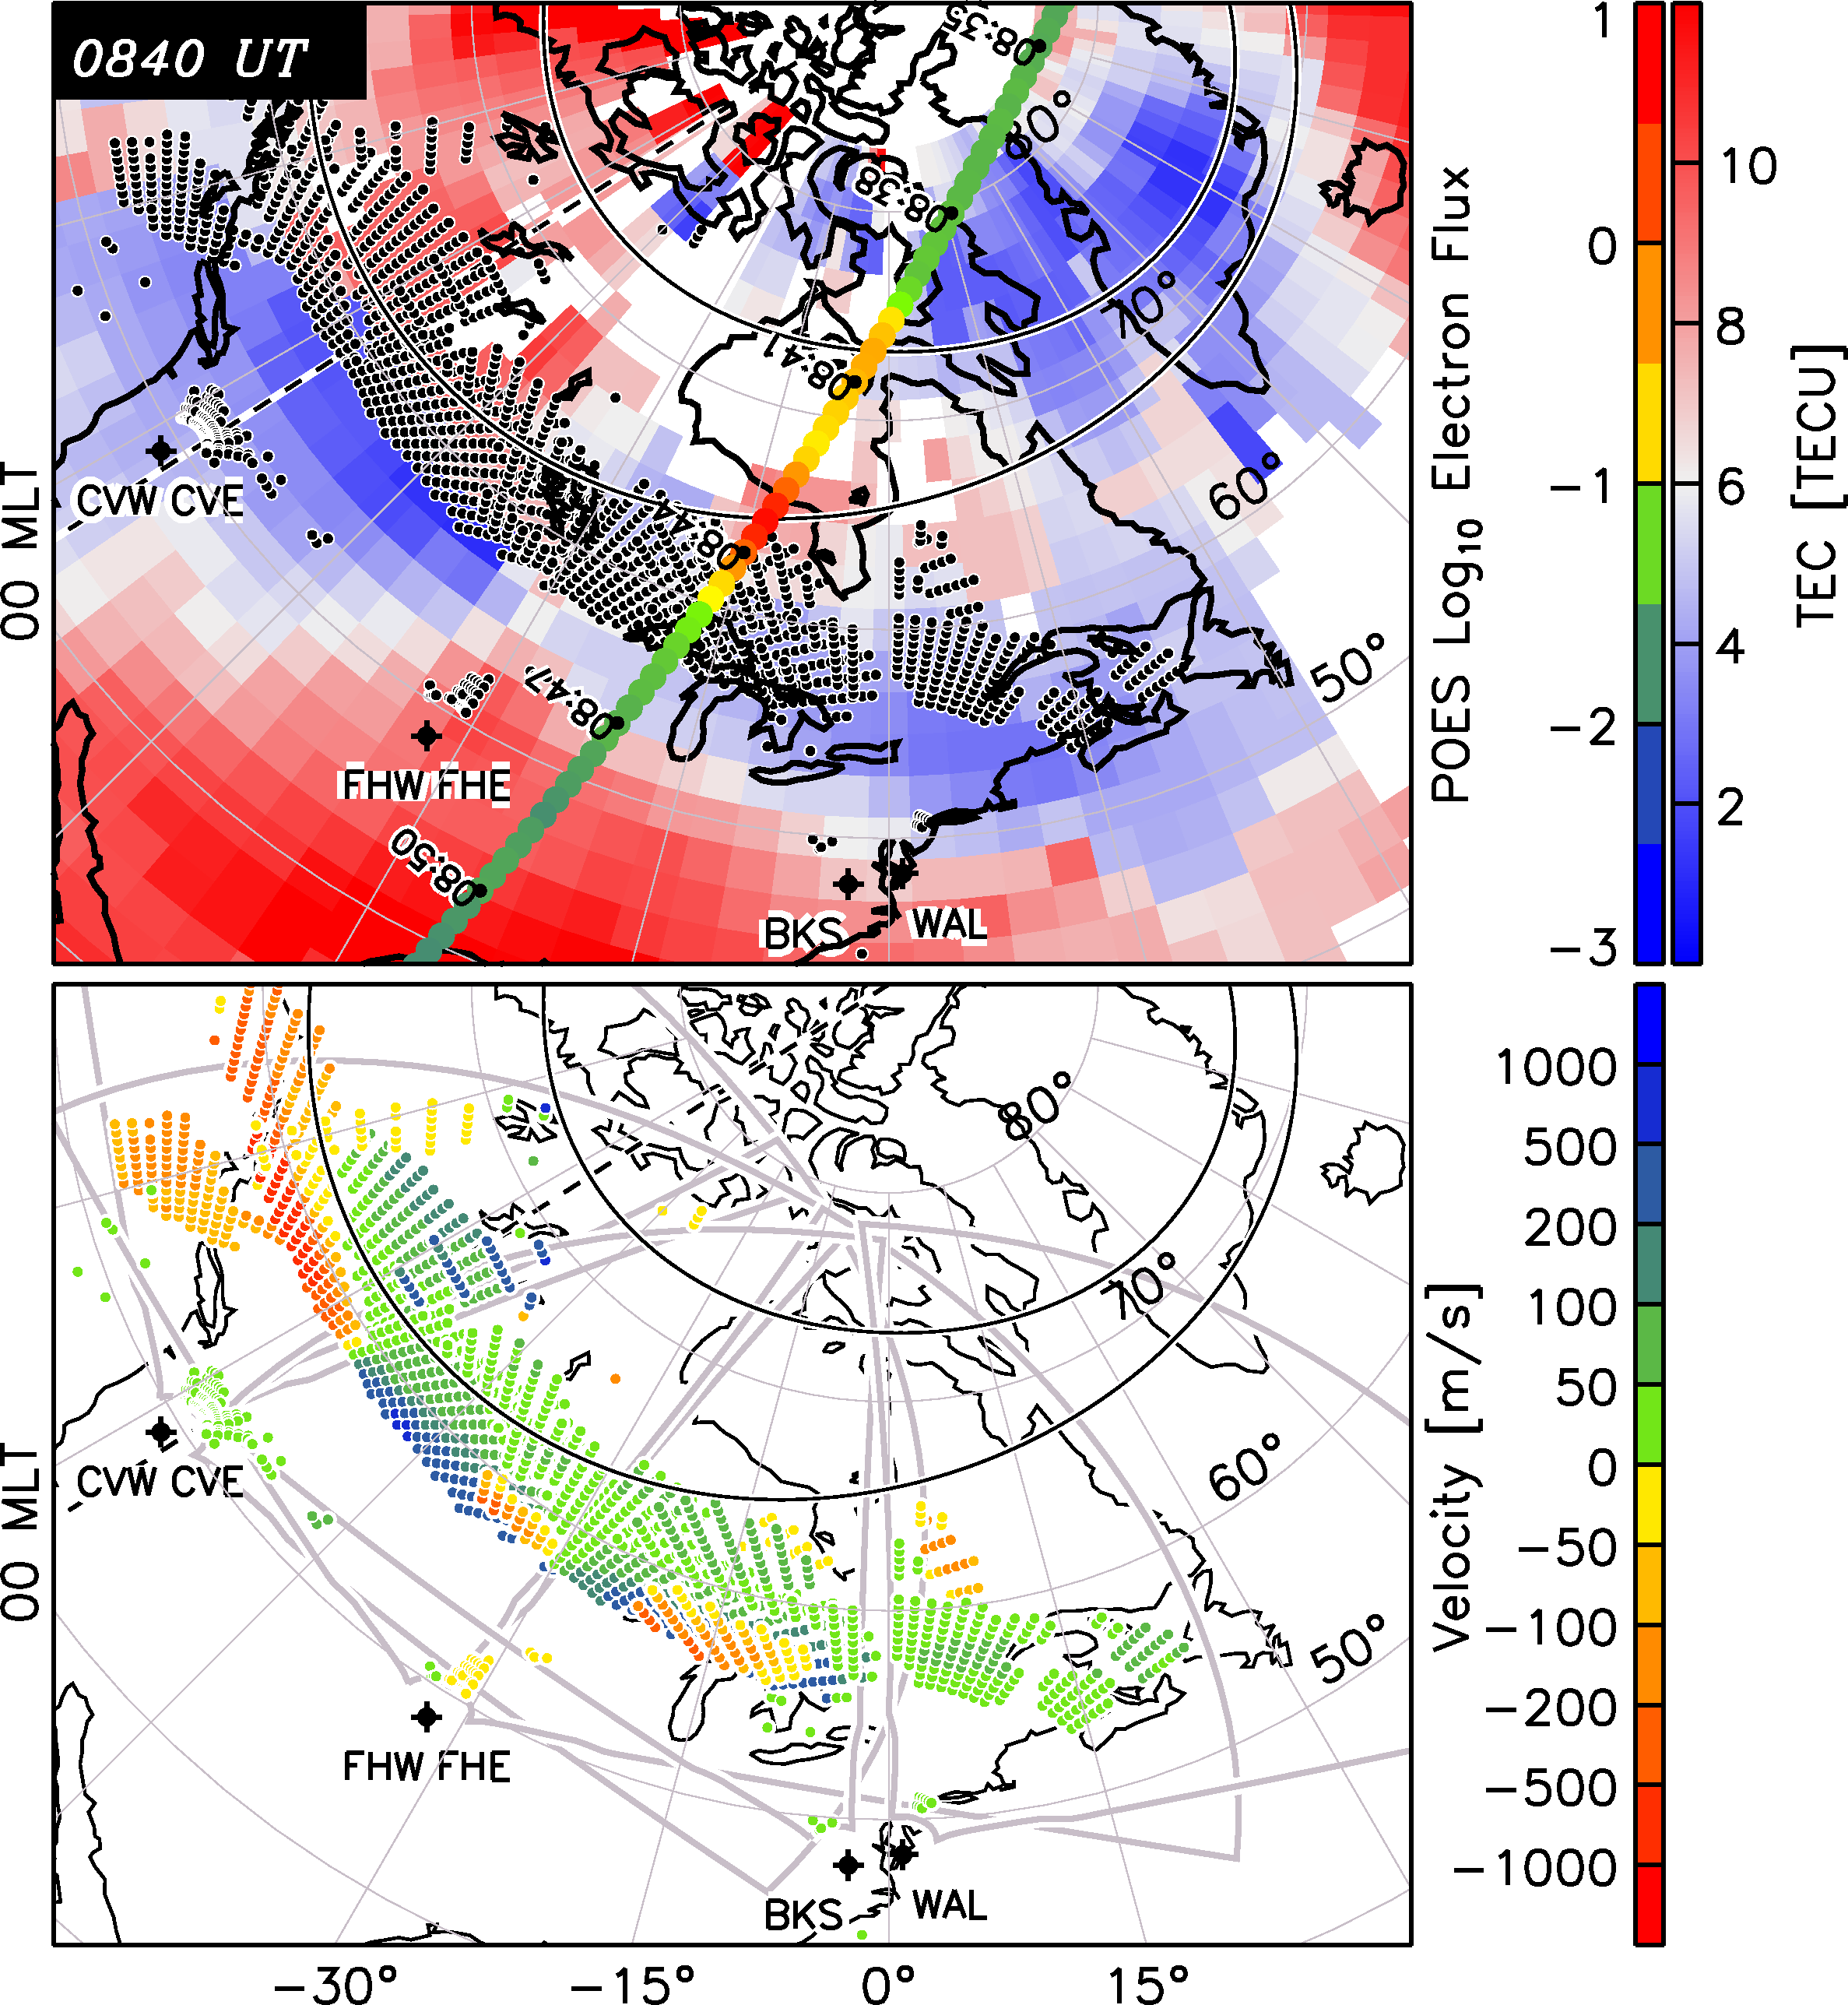 0840 UT
08:35
08:38
08:41
08:44
08:47
08:50
80°
70°
60°
50°
CVW CVE
FHW FHE
BKS
WAL
00 MLT
1
0
−1
−2
−3
POES Log10 Electron Flux
10
8
6
4
2
TEC [TECU]
80°
70°
60°
50°
CVW CVE
FHW FHE
BKS
WAL
00 MLT
−30°
−15°
0°
15°
Velocity [m/s]
1000
500
200
100
50
0
−50
−100
−200
−500
−1000